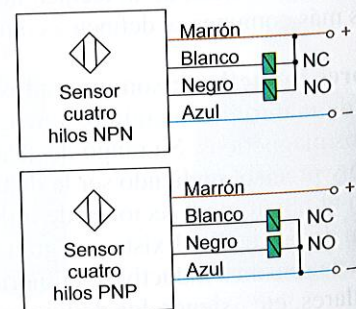 Marrón +
Blanco NC
Negro NO
Azul –
Sensor
cuatro
hilos NPN
Marrón +
Blanco NC
Negro NO
Azul –
Sensor
cuatro
hilos PNP